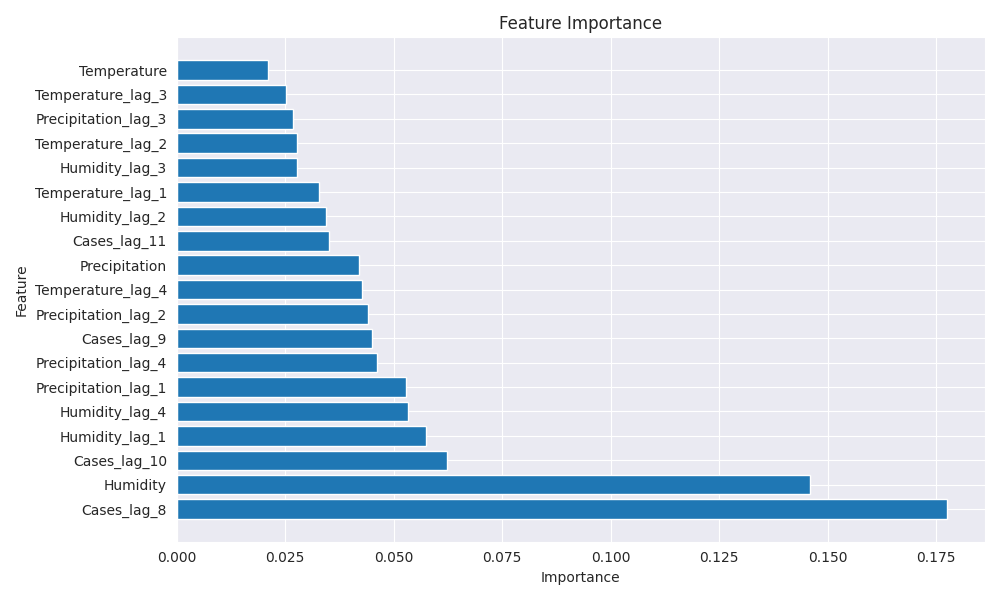 Feature Importance
Feature
Temperature
Temperature_lag_3
Precipitation_lag_3
Temperature_lag_2
Humidity_lag_3
Temperature_lag_1
Humidity_lag_2
Cases_lag_11
Precipitation
Temperature_lag_4
Precipitation_lag_2
Cases_lag_9
Precipitation_lag_4
Precipitation_lag_1
Humidity_lag_4
Humidity_lag_1
Cases_lag_10
Humidity
Cases_lag_8
0.000 0.025 0.050 0.075 0.100 0.125 0.150 0.175
Importance